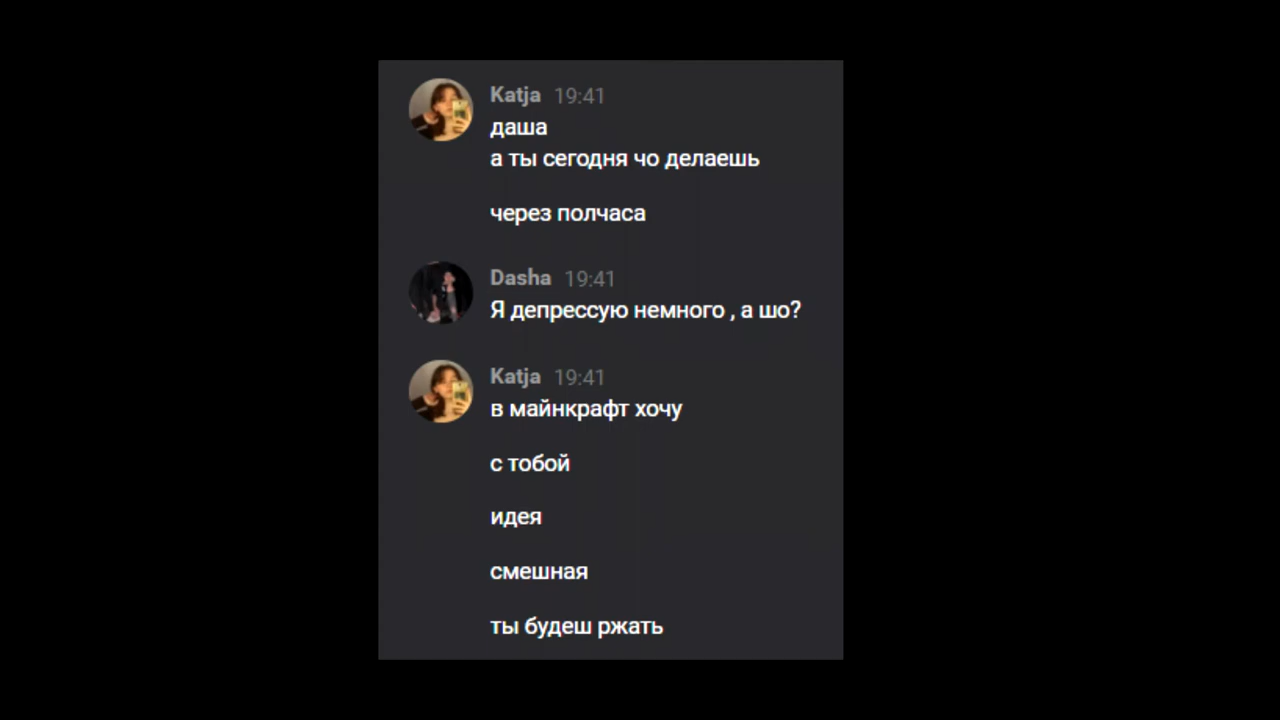 Katja 19:41
даша
а ты сегодня чо делаешь
через полчаса
Dasha 19:41
Я депрессую немного , а шо?
Katja 19:41
в майнкрафт хочу
с тобой
идея
смешная
ты будеш ржать